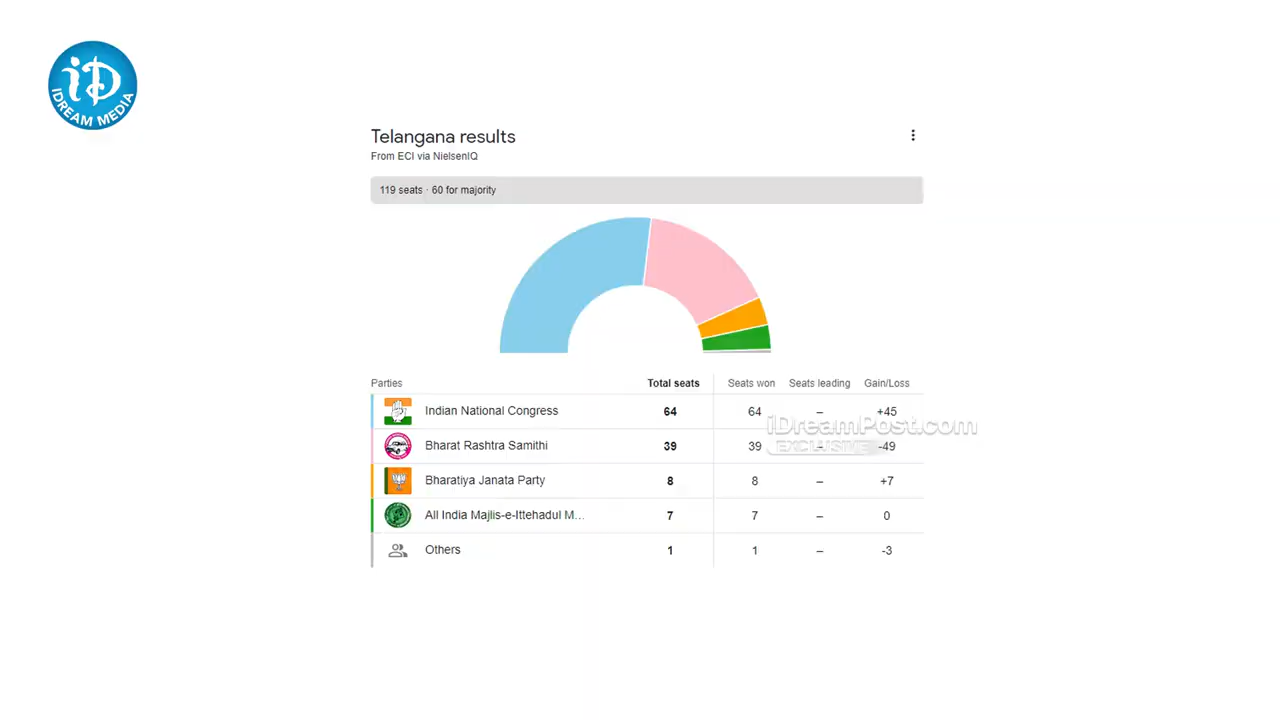 iD
IDREAM MEDIA
Telangana results
From ECI via NielsenIQ
119 seats · 60 for majority
Parties Total seats Seats won Seats leading Gain/Loss
Indian National Congress 64 64 – +45
iDreamPost.com
Bharat Rashtra Samithi 39 39 – -49
EXCLUSIVE
Bharatiya Janata Party 8 8 – +7
All India Majlis-e-Ittehadul M... 7 7 – 0
Others 1 1 – -3